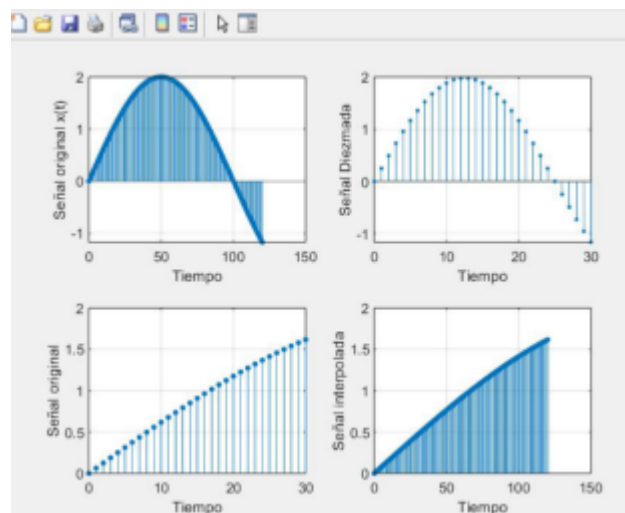 Señal original x(t)
2
1
0
-1
0 50 100 150
Tiempo
Señal Diezmada
2
1
0
-1
0 10 20 30
Tiempo
Señal original
2
1.5
1
0.5
0
0 10 20 30
Tiempo
Señal interpolada
2
1.5
1
0.5
0
0 50 100 150
Tiempo